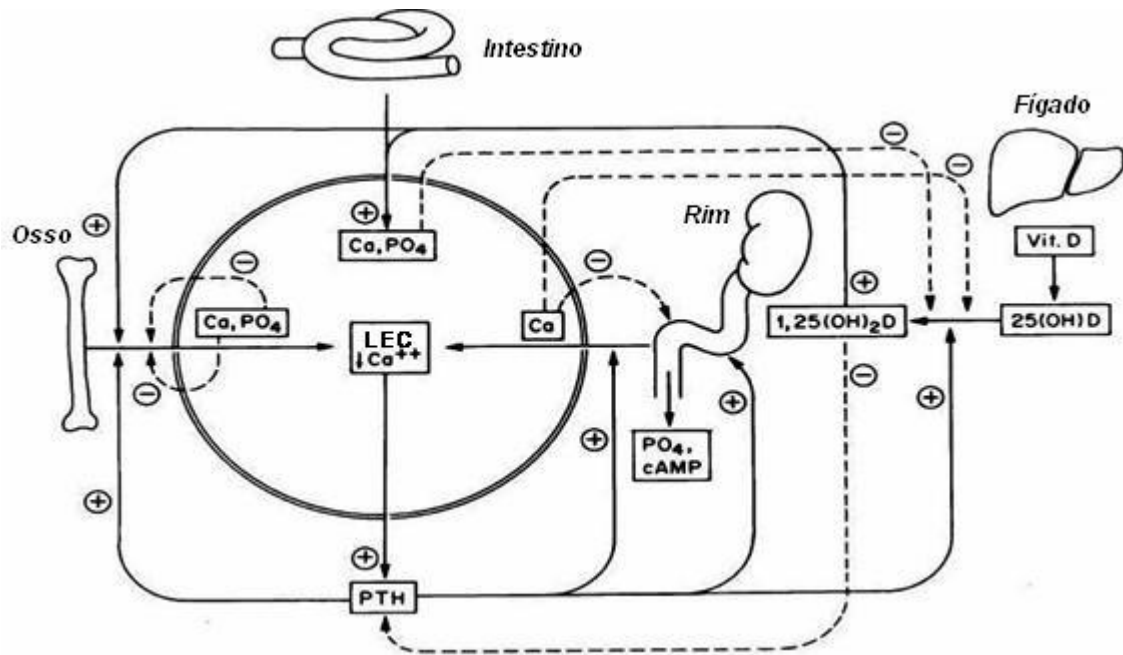 Intestino
Fígado
⊖
⊖
Rim
Osso
⊕
⊕
Ca, PO₄
⊖
⊖
Vit. D
⊕
Ca, PO₄
Ca
1,25(OH)₂D
25(OH)D
LEC
↓Ca⁺⁺
⊖
⊖
⊕
⊕
⊕
PO₄,
cAMP
⊕
⊕
PTH